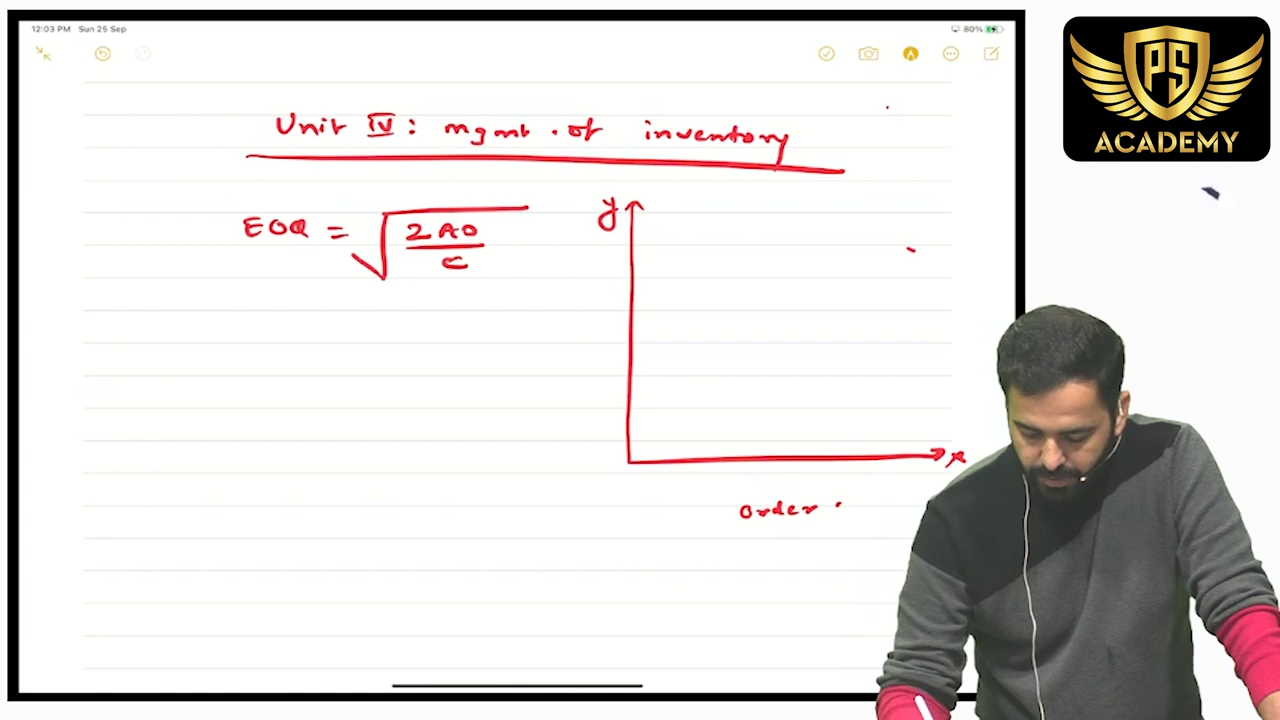 12:03 PM Sun 25 Sep
80%
PS
ACADEMY
Unit IV: mgmt. of inventory
EOQ = √2AO/C
y
x
order